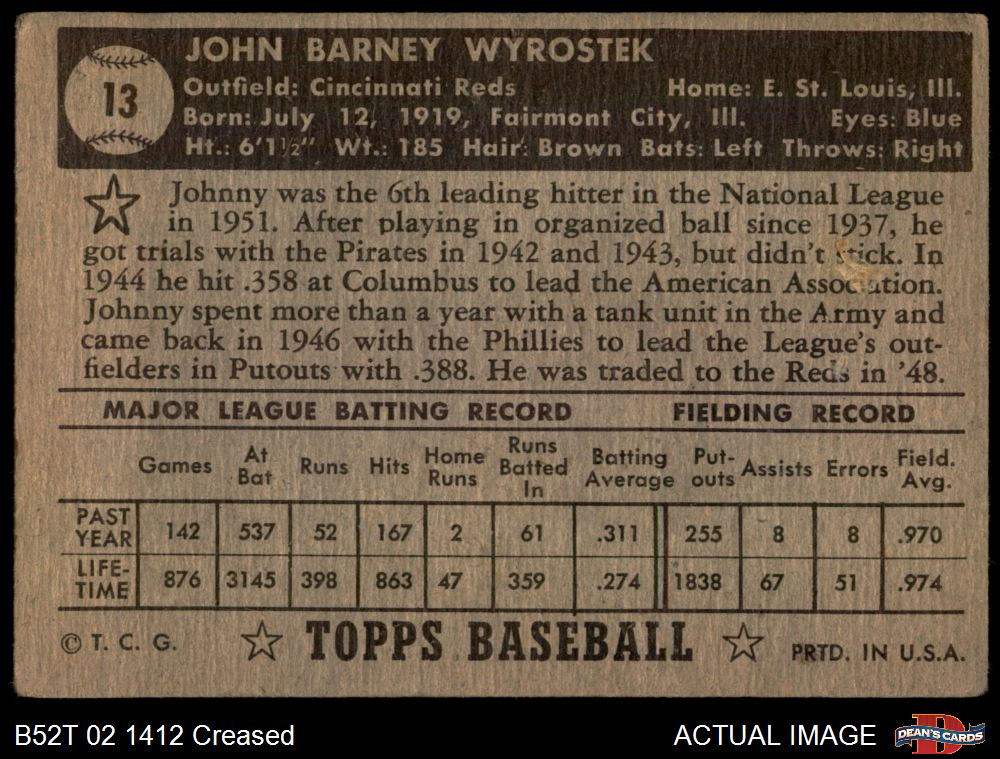 13
JOHN BARNEY WYROSTEK
Outfield: Cincinnati Reds Home: E. St. Louis, Ill.
Born: July 12, 1919, Fairmont City, Ill. Eyes: Blue
Ht.: 6'1½" Wt.: 185 Hair: Brown Bats: Left Throws: Right
Johnny was the 6th leading hitter in the National League
in 1951. After playing in organized ball since 1937, he
got trials with the Pirates in 1942 and 1943, but didn't stick. In
1944 he hit .358 at Columbus to lead the American Association.
Johnny spent more than a year with a tank unit in the Army and
came back in 1946 with the Phillies to lead the League's out-
fielders in Putouts with .388. He was traded to the Reds in '48.
MAJOR LEAGUE BATTING RECORD FIELDING RECORD
Games At Bat Runs Hits Home Runs Runs Batted In Batting Average Put-outs Assists Errors Field. Avg.
PAST YEAR 142 537 52 167 2 61 .311 255 8 8 .970
LIFE-TIME 876 3145 398 863 47 359 .274 1838 67 51 .974
© T. C. G. TOPPS BASEBALL PRTD. IN U.S.A.
B52T 02 1412 Creased ACTUAL IMAGE D DEAN'S CARDS